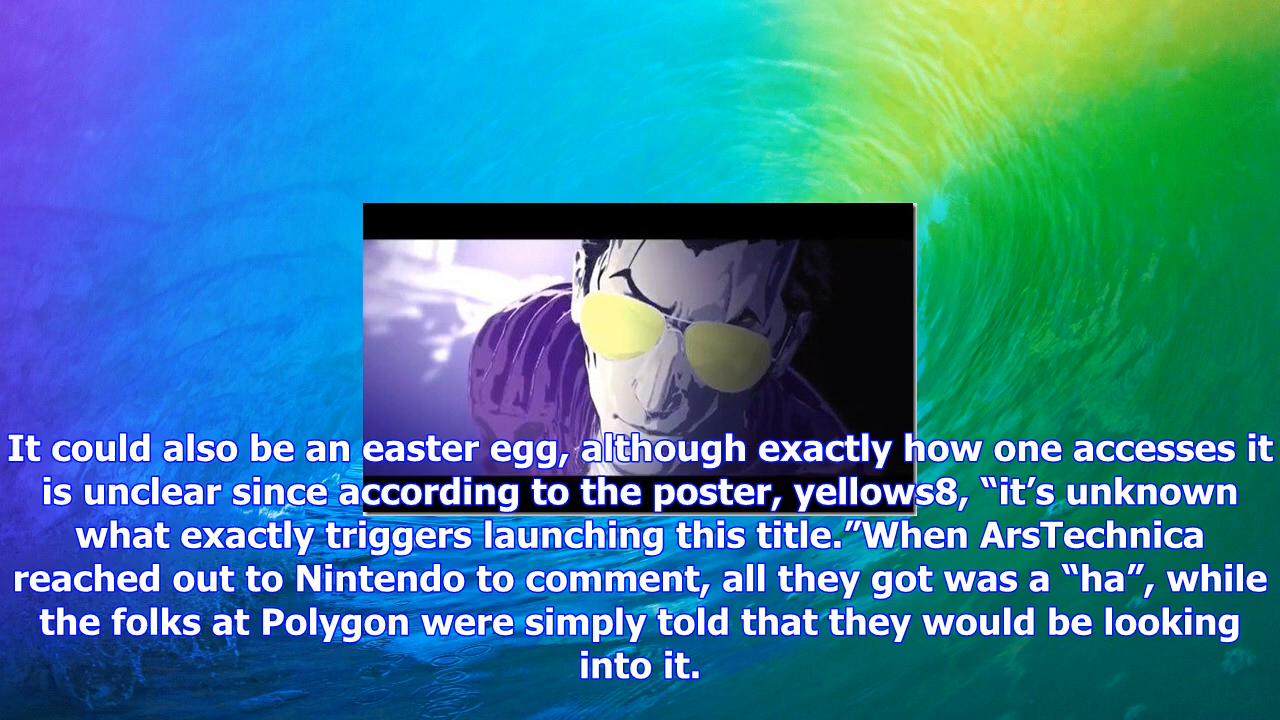 It could also be an easter egg, although exactly how one accesses it
is unclear since according to the poster, yellows8, “it’s unknown
what exactly triggers launching this title.”When ArsTechnica
reached out to Nintendo to comment, all they got was a “ha”, while
the folks at Polygon were simply told that they would be looking
into it.